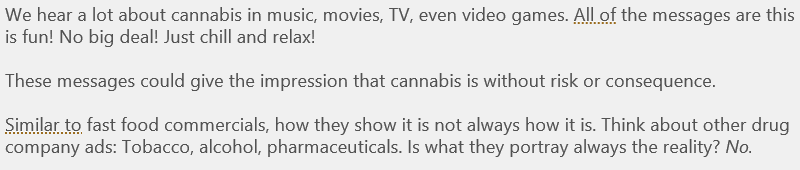 We hear a lot about cannabis in music, movies, TV, even video games. All of the messages are this
is fun! No big deal! Just chill and relax!
These messages could give the impression that cannabis is without risk or consequence.
Similar to fast food commercials, how they show it is not always how it is. Think about other drug
company ads: Tobacco, alcohol, pharmaceuticals. Is what they portray always the reality? No.